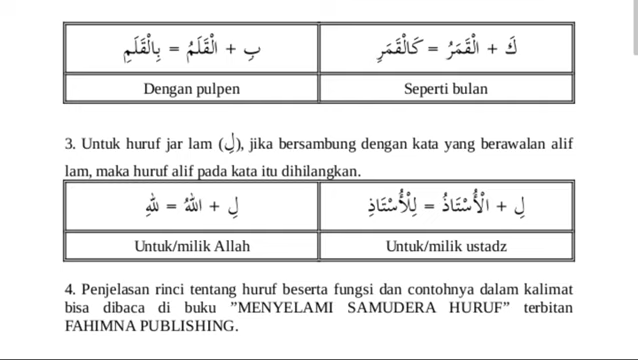 بِ + الْقَلَمُ = بِالْقَلَمِ
كَ + الْقَمَرُ = كَالْقَمَرِ
Dengan pulpen
Seperti bulan
3. Untuk huruf jar lam (لِ), jika bersambung dengan kata yang berawalan alif
lam, maka huruf alif pada kata itu dihilangkan.
لِ + اللهُ = لِلهِ
لِ + الْأُسْتَاذُ = لِلْأُسْتَاذِ
Untuk/milik Allah
Untuk/milik ustadz
4. Penjelasan rinci tentang huruf beserta fungsi dan contohnya dalam kalimat
bisa dibaca di buku ”MENYELAMI SAMUDERA HURUF” terbitan
FAHIMNA PUBLISHING.